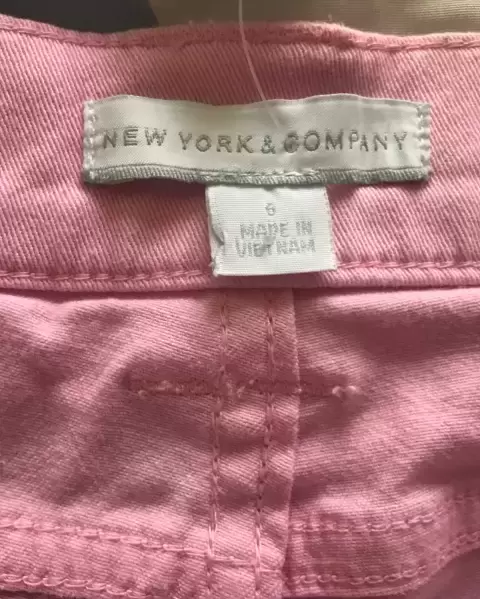 NEW YORK & COMPANY
6
MADE IN
VIETNAM